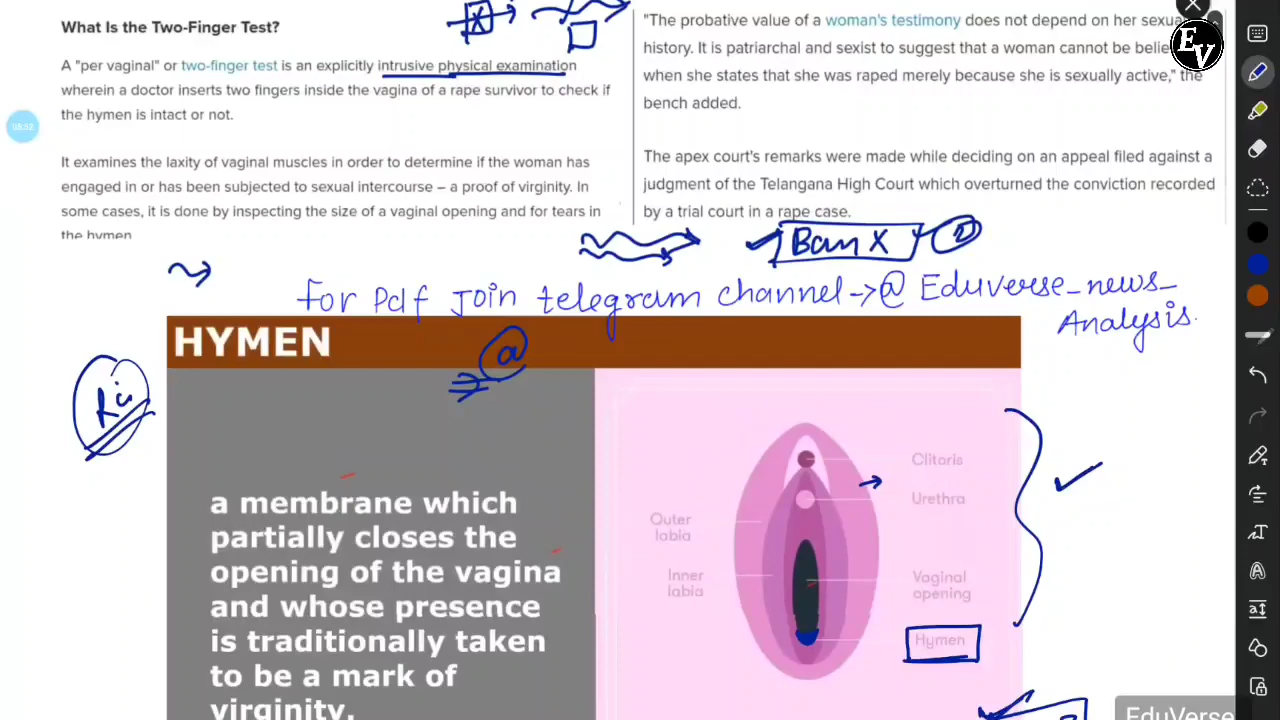 What Is the Two-Finger Test?
A "per vaginal" or two-finger test is an explicitly intrusive physical examination
wherein a doctor inserts two fingers inside the vagina of a rape survivor to check if
the hymen is intact or not.
It examines the laxity of vaginal muscles in order to determine if the woman has
engaged in or has been subjected to sexual intercourse – a proof of virginity. In
some cases, it is done by inspecting the size of a vaginal opening and for tears in
the hymen
"The probative value of a woman's testimony does not depend on her
history. It is patriarchal and sexist to suggest that a woman cannot be
when she states that she was raped merely because she is sexually active," the
bench added.
The apex court's remarks were made while deciding on an appeal filed against a
judgment of the Telangana High Court which overturned the conviction recorded
by a trial court in a rape case.
EV
03:52
Ban X
For Pdf Join telegram channel → @ Eduverse_news_
Analysis.
HYMEN
a
a membrane which
partially closes the
opening of the vagina
and whose presence
is traditionally taken
to be a mark of
virginity.
Clitoris
Urethra
Outer
labia
Inner
labia
Vaginal
opening
Hymen
EduVerse